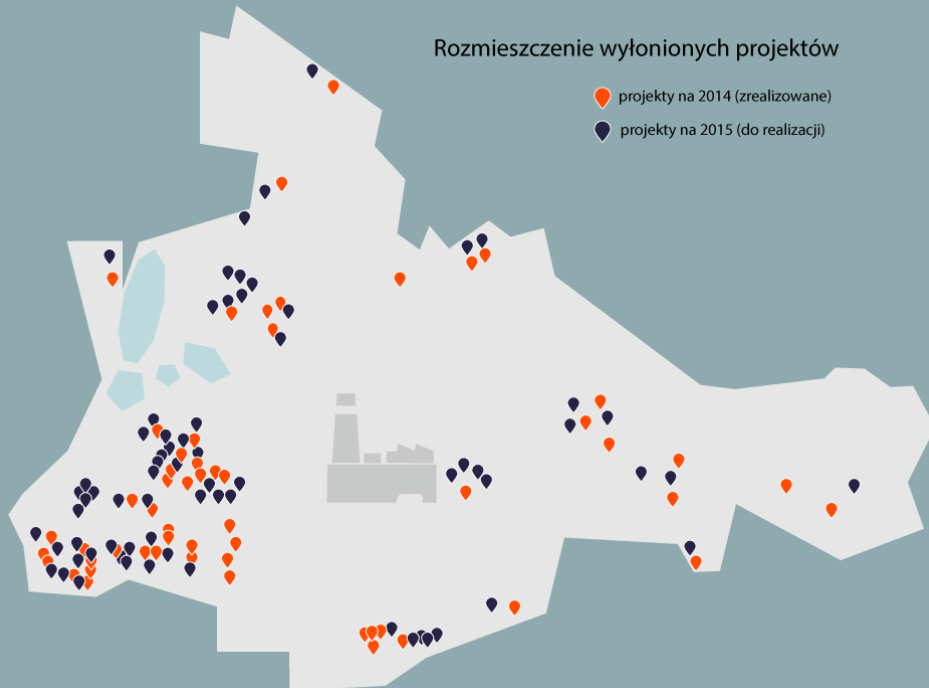 Rozmieszczenie wyłonionych projektów
projekty na 2014 (zrealizowane)
projekty na 2015 (do realizacji)